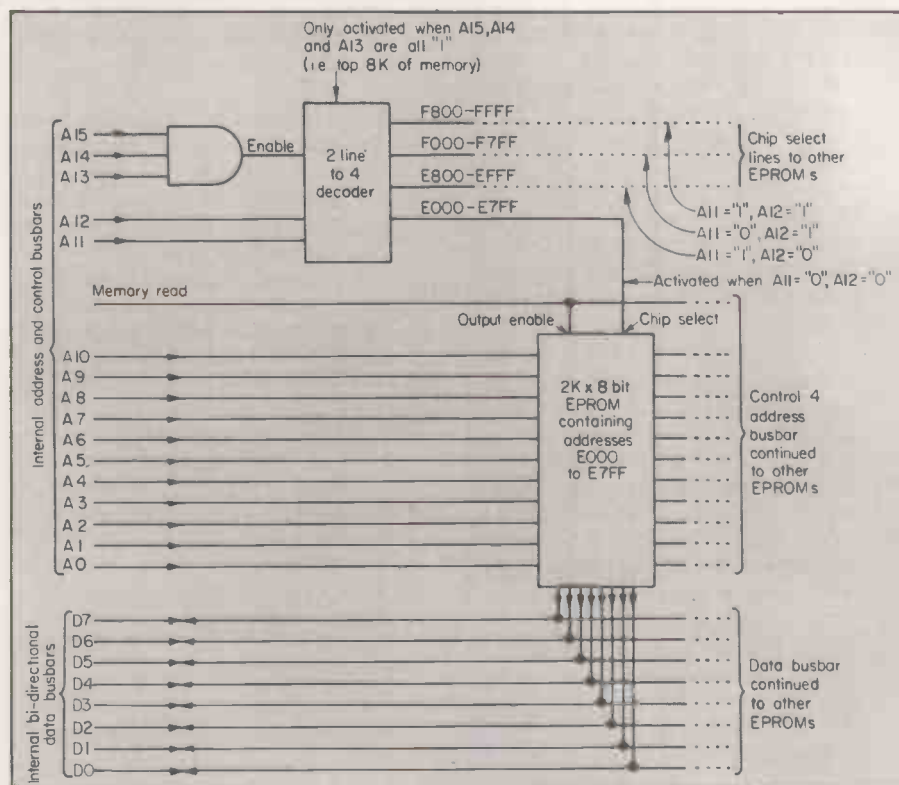 Only activated when A15,A14
and A13 are all "1"
(i.e top 8K of memory)
Internal address and control busbars
A15
A14
A13
Enable
A12
A11
2 line
to 4
decoder
F800-FFFF
F000-F7FF
E800-EFFF
E000-E7FF
Chip select
lines to other
EPROMs
A11="1", A12="1"
A11="0", A12="1"
A11="1", A12="0"
Activated when A11="0", A12="0"
Memory read
Output enable
Chip select
A10
A9
A8
A7
A6
A5
A4
A3
A2
A1
A0
2K x 8 bit
EPROM
containing
addresses
E000
to E7FF
Control 4
address
busbar
continued
to other
EPROMs
Internal bi-directional
data busbars
D7
D6
D5
D4
D3
D2
D1
D0
Data busbar
continued
to other
EPROMs